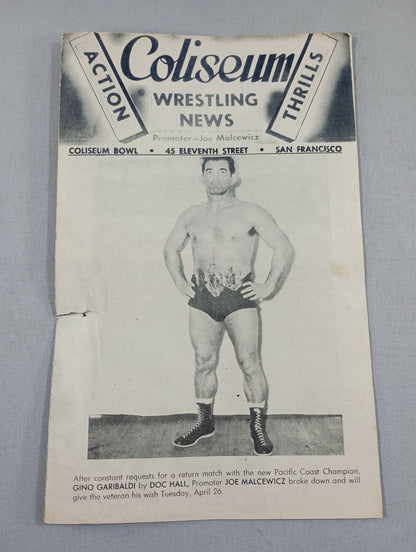 ACTION
Coliseum
THRILLS
WRESTLING
NEWS
Promoter—Joe Malcewicz
COLISEUM BOWL • 45 ELEVENTH STREET • SAN FRANCISCO
After constant requests for a return match with the new Pacific Coast Champion,
GINO GARIBALDI by DOC HALL, Promoter JOE MALCEWICZ broke down and will
give the veteran his wish Tuesday, April 26.